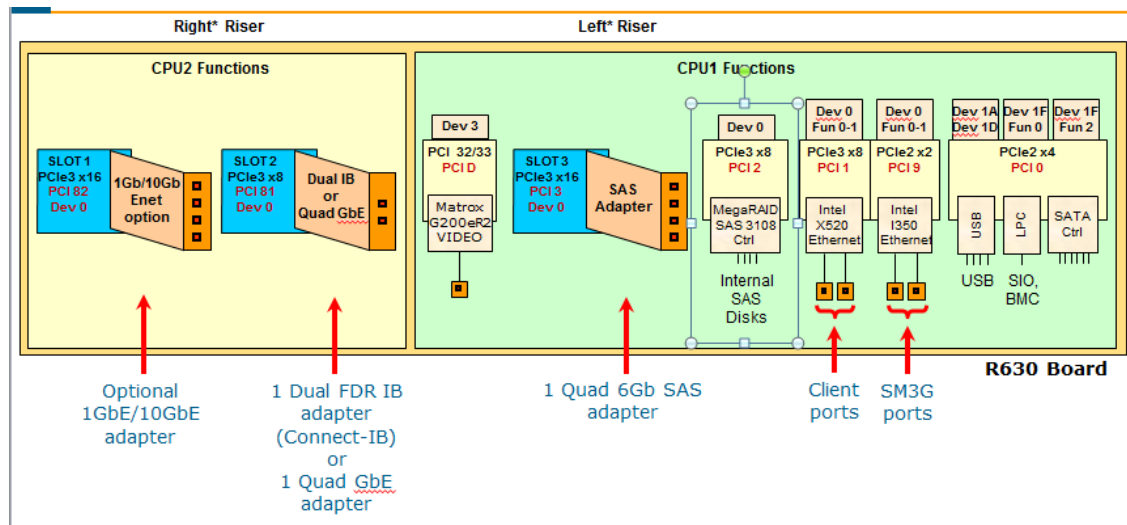 Right* Riser
Left* Riser
CPU2 Functions
CPU1 Functions
SLOT 1
PCIe3 x16
PCI 82
Dev 0
1Gb/10Gb
Enet
option
SLOT 2
PCIe3 x8
PCI 81
Dev 0
Dual IB
or
Quad GbE
Dev 3
PCI 32/33
PCI D
Matrox
G200eR2
VIDEO
SLOT 3
PCIe3 x16
PCI 3
Dev 0
SAS
Adapter
Dev 0
PCIe3 x8
PCI 2
MegaRAID
SAS 3108
Ctrl
Internal
SAS
Disks
Dev 0
Fun 0-1
PCIe3 x8
PCI 1
Intel
X520
Ethernet
Dev 0
Fun 0-1
PCIe2 x2
PCI 9
Intel
I350
Ethernet
Dev 1A
Dev 1D
Dev 1F
Fun 0
Dev 1F
Fun 2
PCIe2 x4
PCI 0
USB
LPC
SATA
Ctrl
USB
SIO,
BMC
R630 Board
Optional
1GbE/10GbE
adapter
1 Dual FDR IB
adapter
(Connect-IB)
or
1 Quad GbE
adapter
1 Quad 6Gb SAS
adapter
Client
ports
SM3G
ports